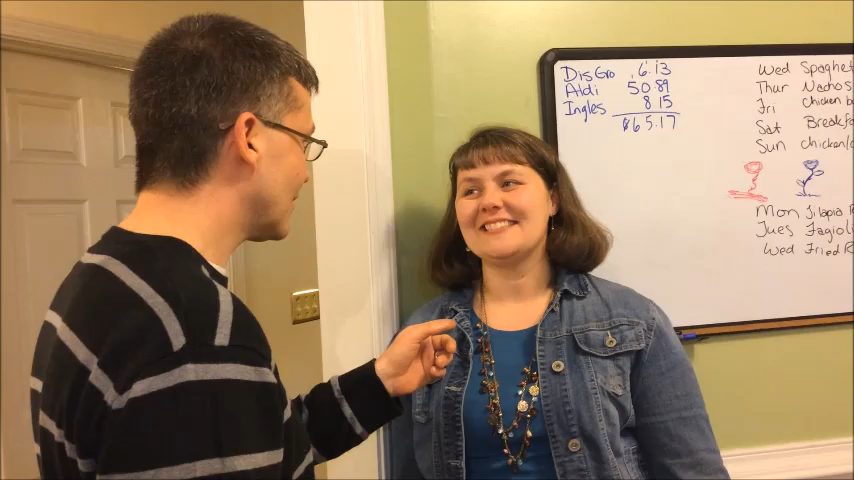 DisGro 6.13
Aldi 50.89
Ingles 8.15
$65.17
Wed Spaghet
Thur Nachos
Fri Chicken b
Sat Breakfa
Sun Chicken/
Mon Tilapia
Tues Fagioli
Wed Fried R